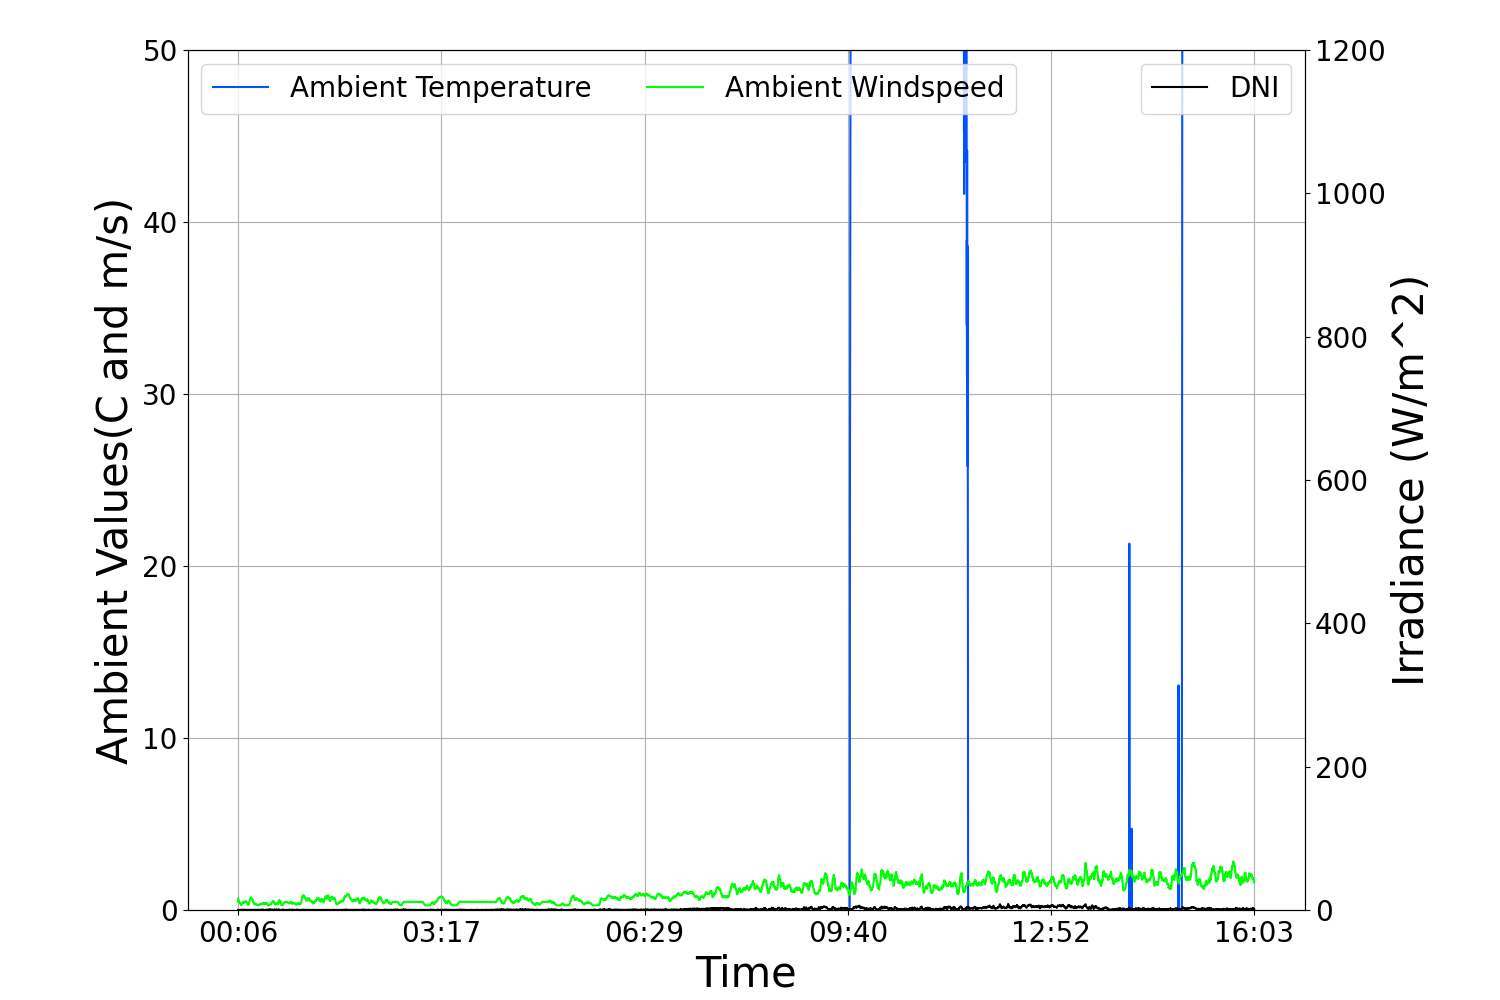 Ambient Temperature
Ambient Windspeed
DNI
50
40
30
20
10
0
Ambient Values(C and m/s)
1200
1000
800
600
400
200
0
Irradiance (W/m^2)
00:06 03:17 06:29 09:40 12:52 16:03
Time